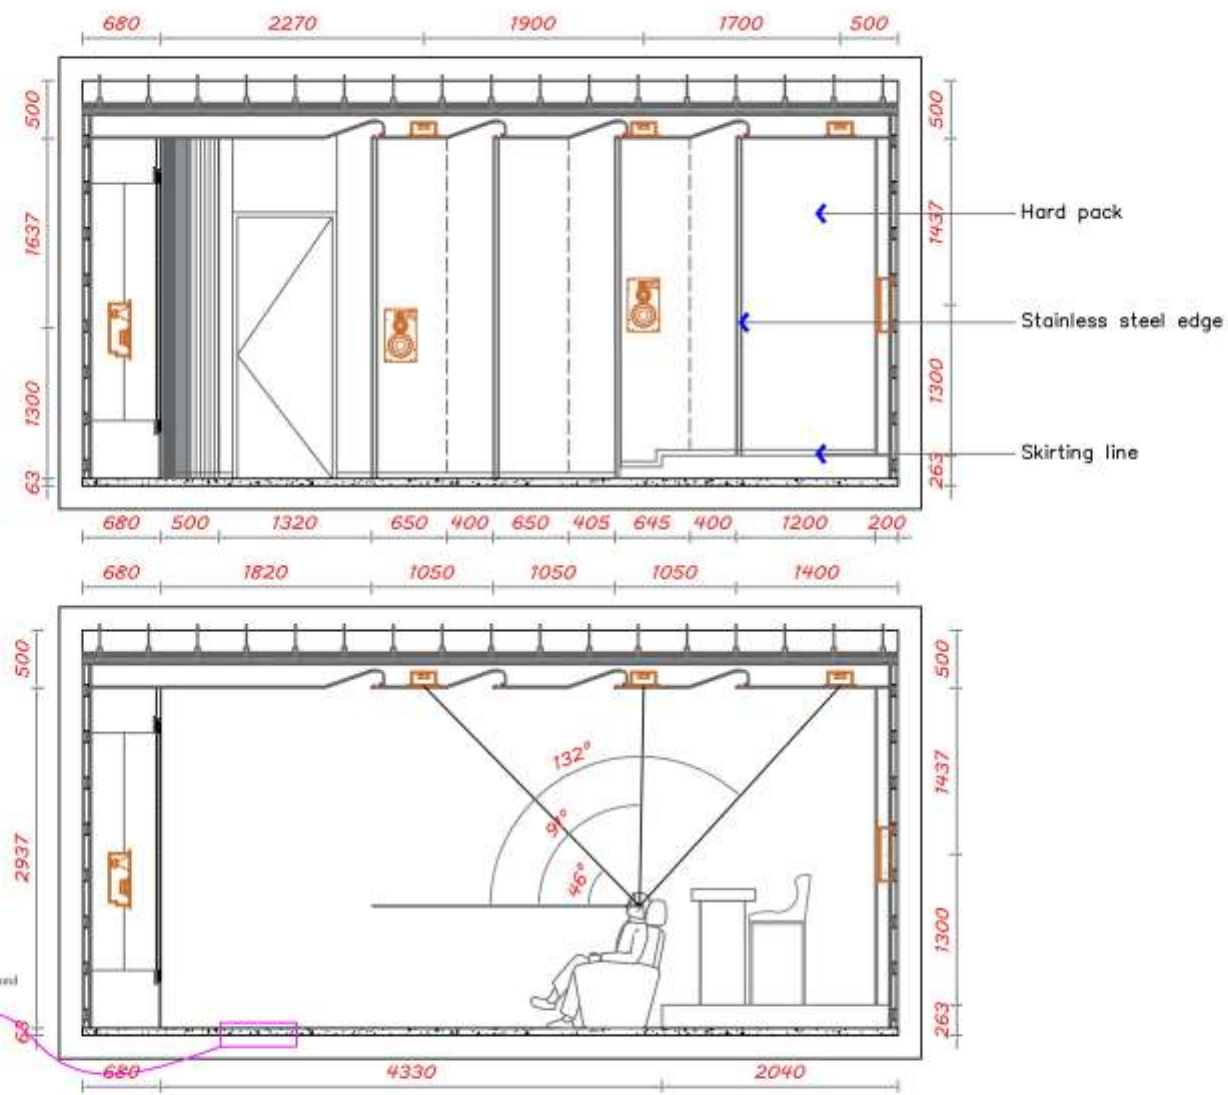 680 2270 1900 1700 500
500 500
1637 1437
Hard pack
Stainless steel edge
1300 1300
Skirting line
63 263
680 500 1320 650 400 650 405 645 400 1200 200
680 1820 1050 1050 1050 1400
500 500
132°
1437
91°
2937
46°
1300
63 263
680 4330 2040